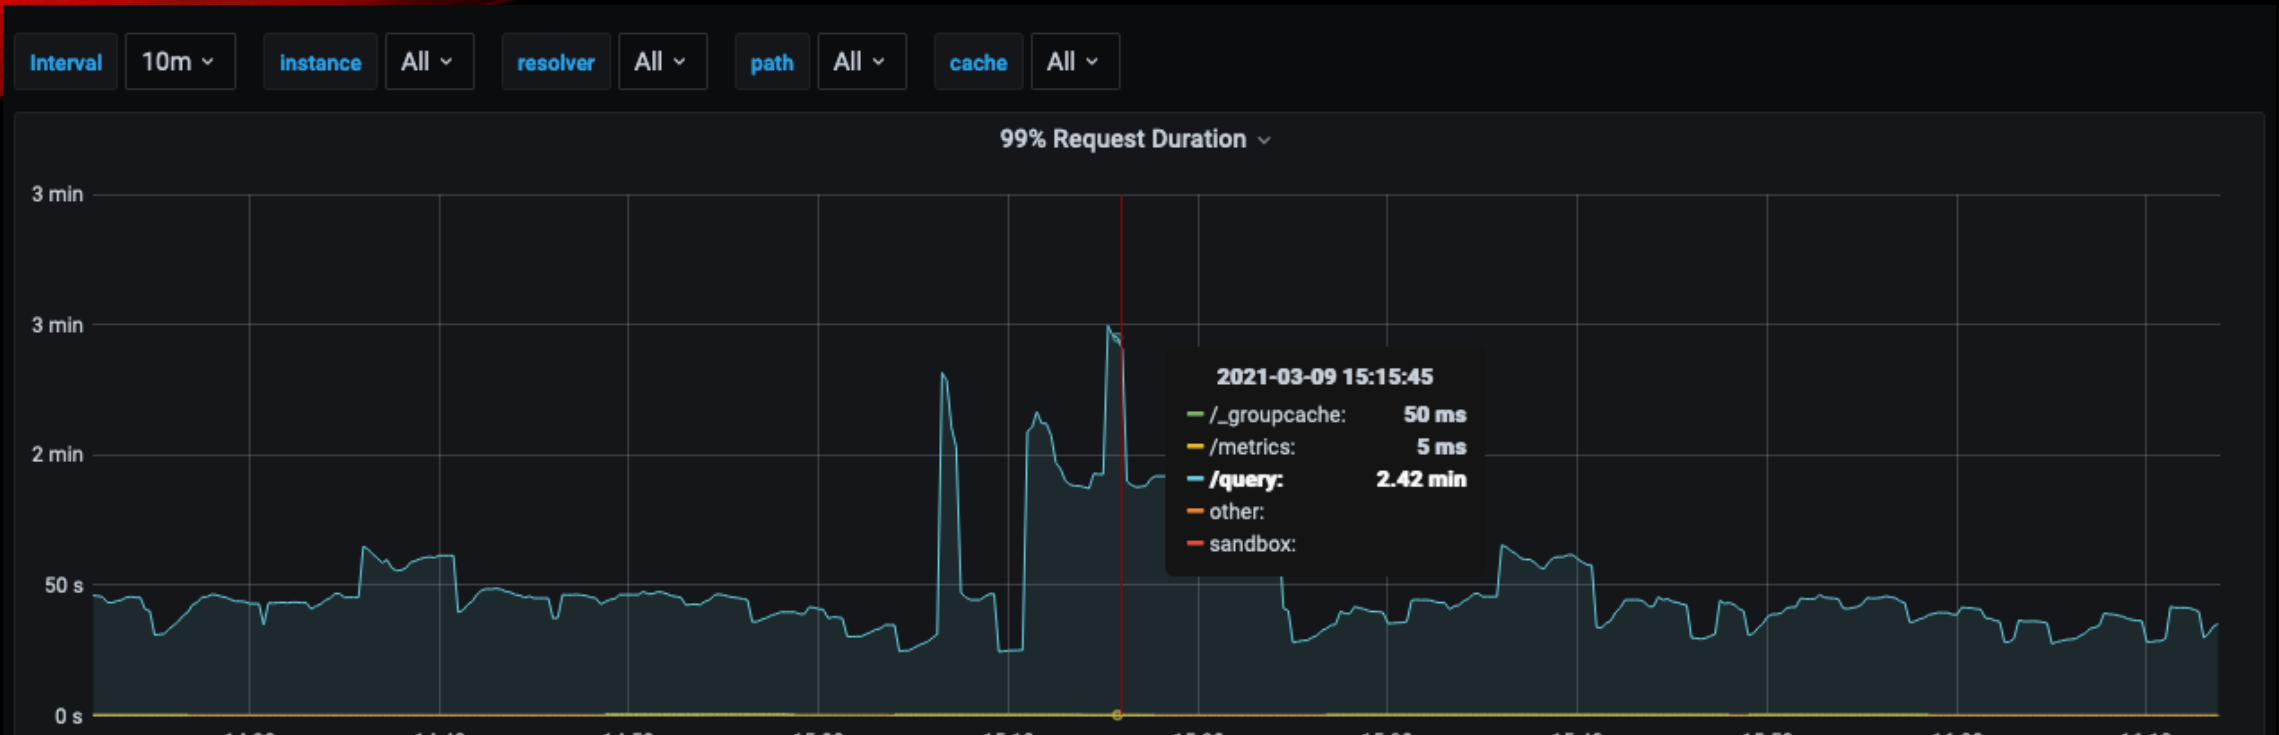 Interval 10m instance All resolver All path All cache All
99% Request Duration
3 min
3 min
2 min
50 s
0 s
2021-03-09 15:15:45
/_groupcache: 50 ms
/metrics: 5 ms
/query: 2.42 min
other:
sandbox: